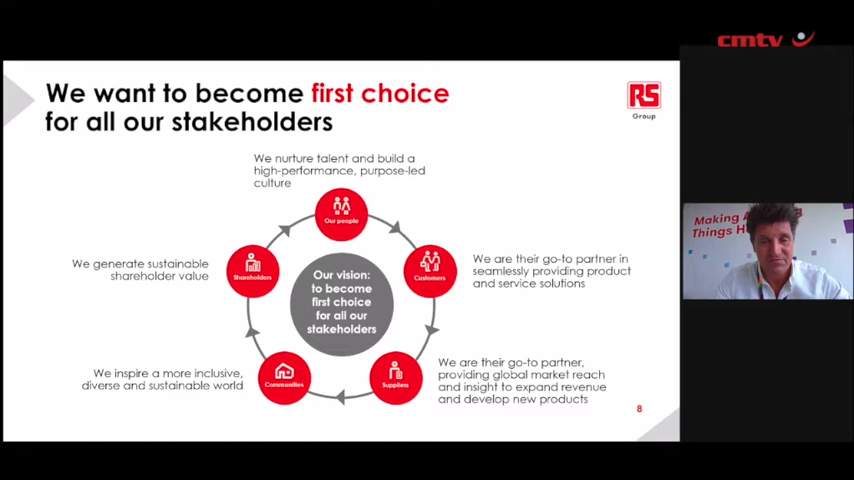 cmtv
We want to become first choice
for all our stakeholders
RS
Group
We nurture talent and build a
high-performance, purpose-led
culture
Our people
We generate sustainable
shareholder value
Shareholders
Our vision:
to become
first choice
for all our
stakeholders
Customers
We are their go-to partner in
seamlessly providing product
and service solutions
Making A
Things
We inspire a more inclusive,
diverse and sustainable world
Communities
Suppliers
We are their go-to partner,
providing global market reach
and insight to expand revenue
and develop new products
8